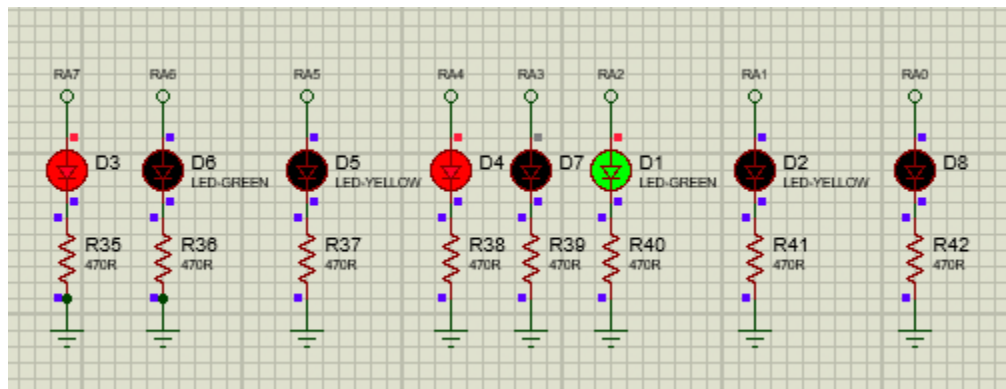 RA7 RA6 RA5 RA4 RA3 RA2 RA1 RA0
D3 D6 D5 D4 D7 D1 D2 D8
LED-GREEN LED-YELLOW LED-GREEN LED-YELLOW
R35 R36 R37 R38 R39 R40 R41 R42
470R 470R 470R 470R 470R 470R 470R 470R